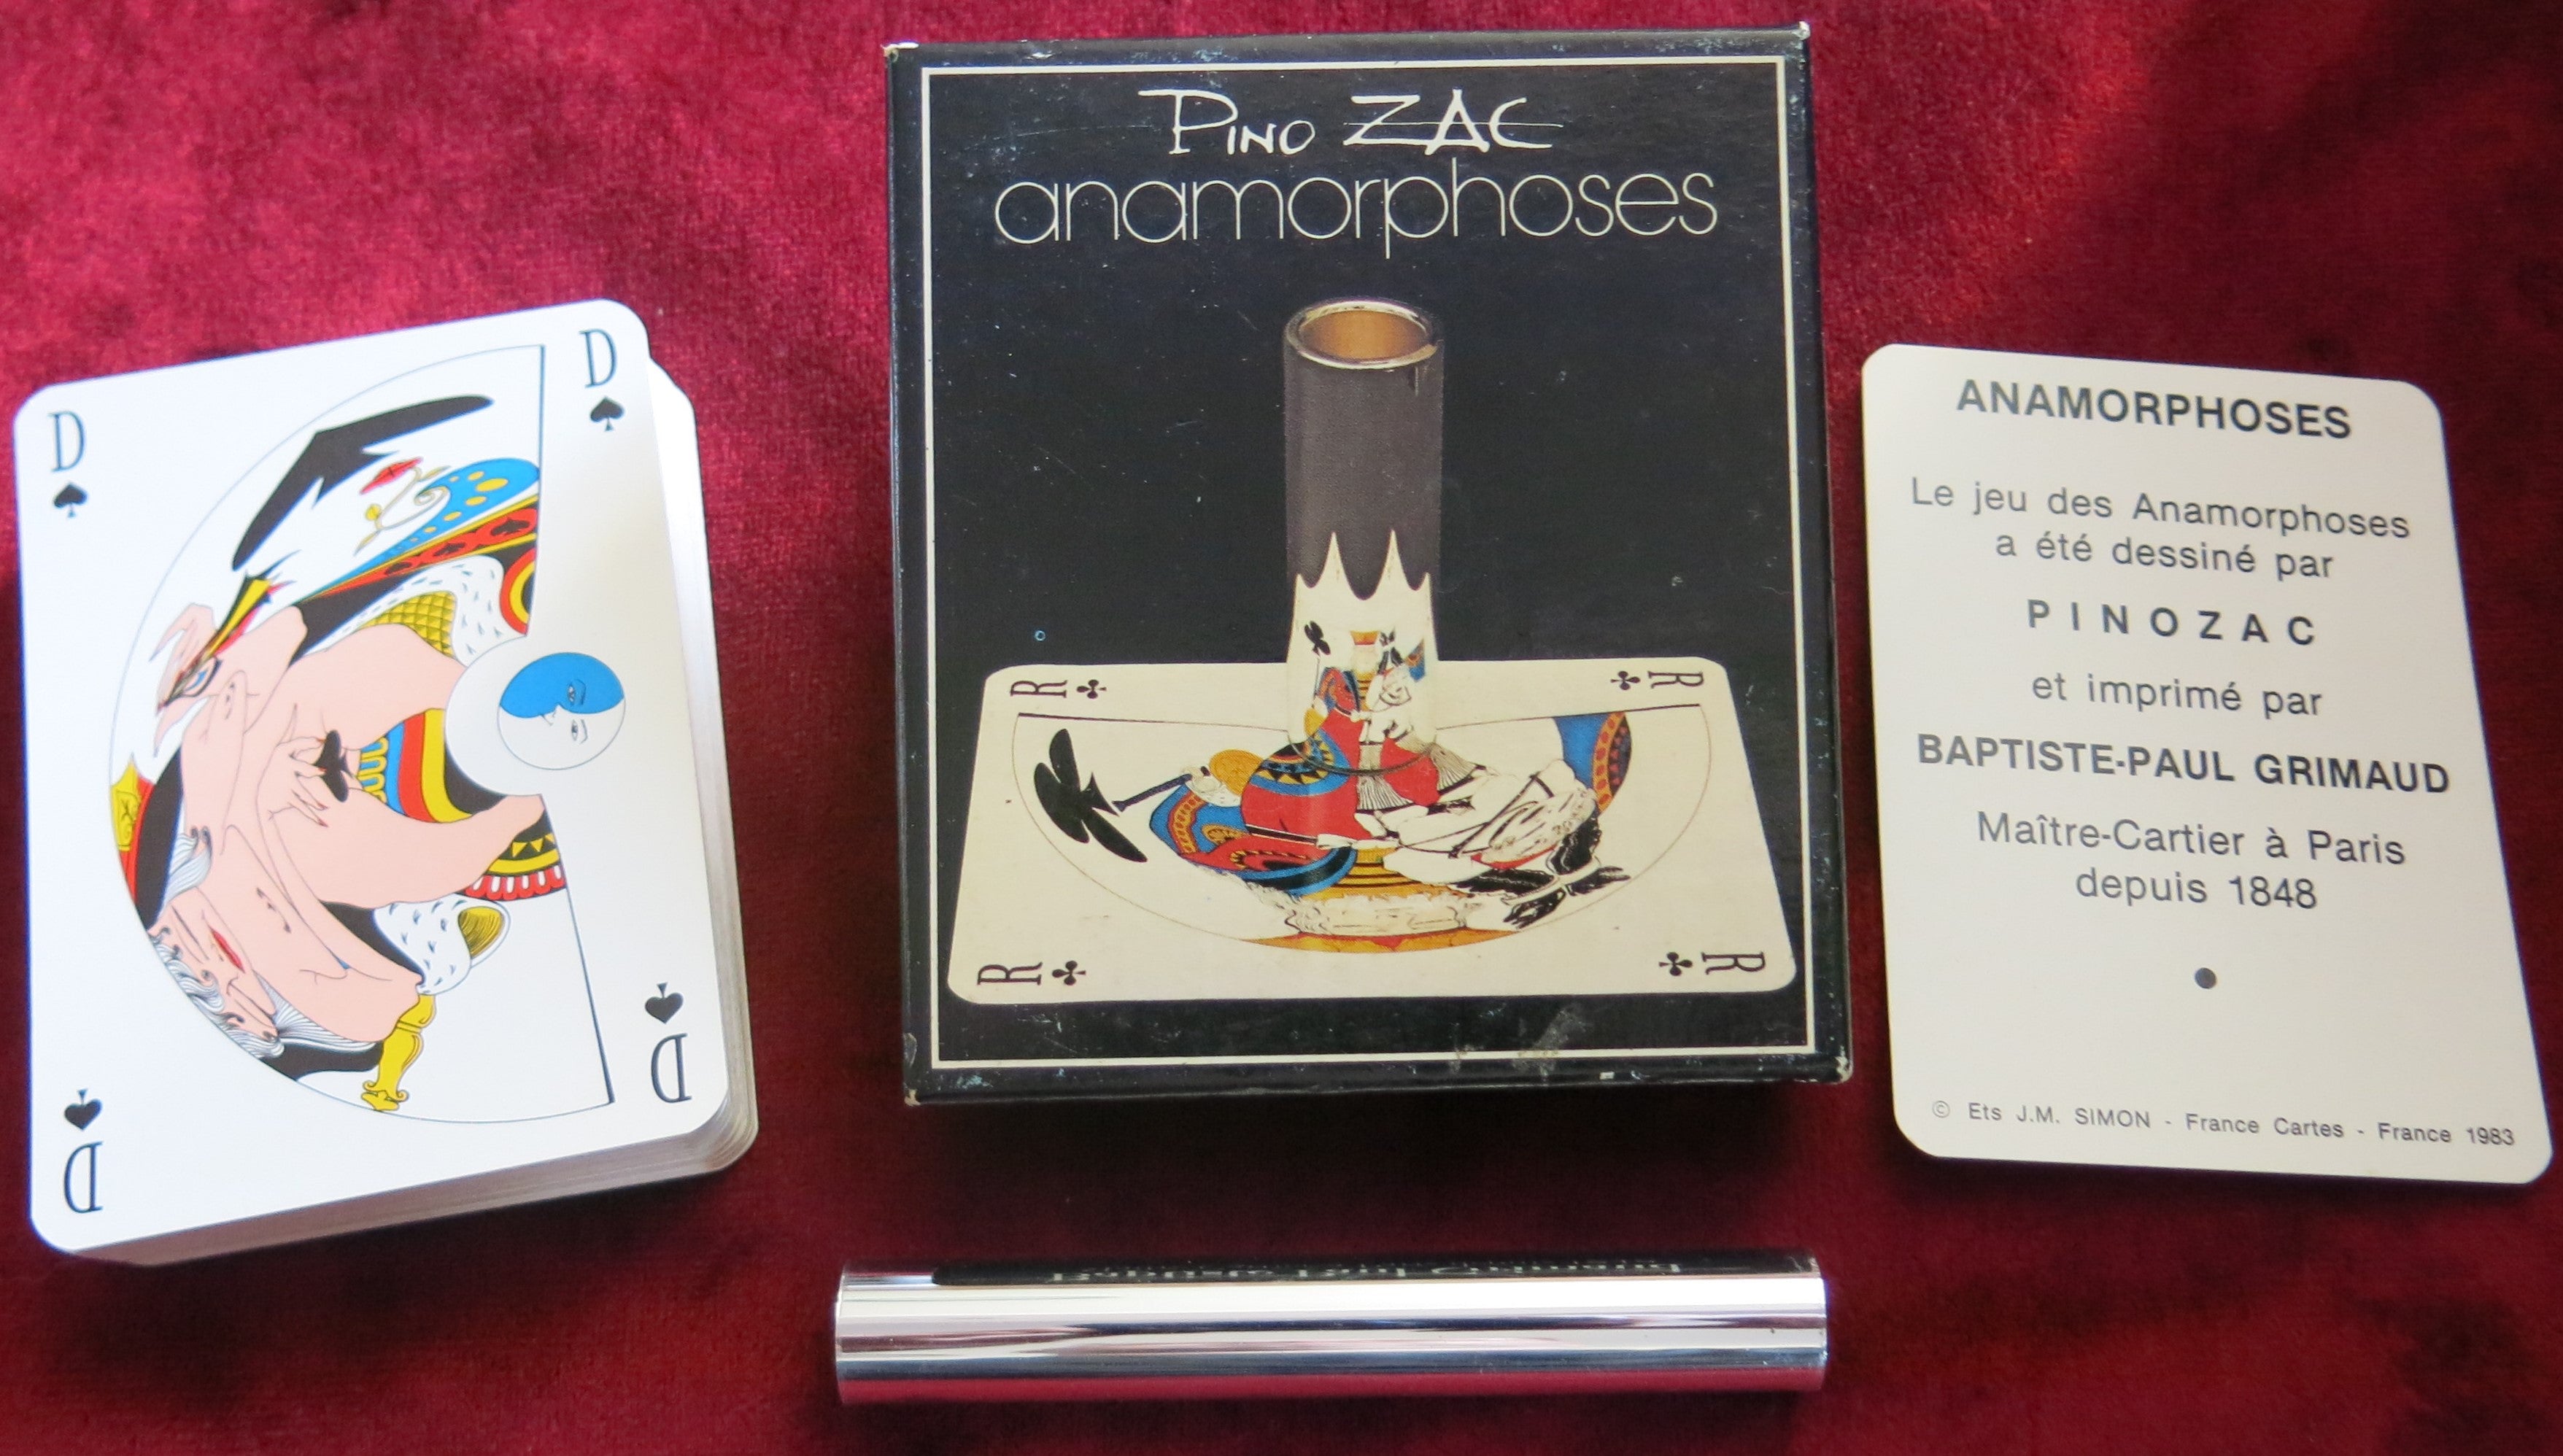 D
D
D
D
PINO ZAC
anamorphoses
R
R
R
R
ANAMORPHOSES
Le jeu des Anamorphoses
a été dessiné par
PINOZAC
et imprimé par
BAPTISTE-PAUL GRIMAUD
Maître-Cartier à Paris
depuis 1848
© Ets J.M. SIMON - France Cartes - France 1983